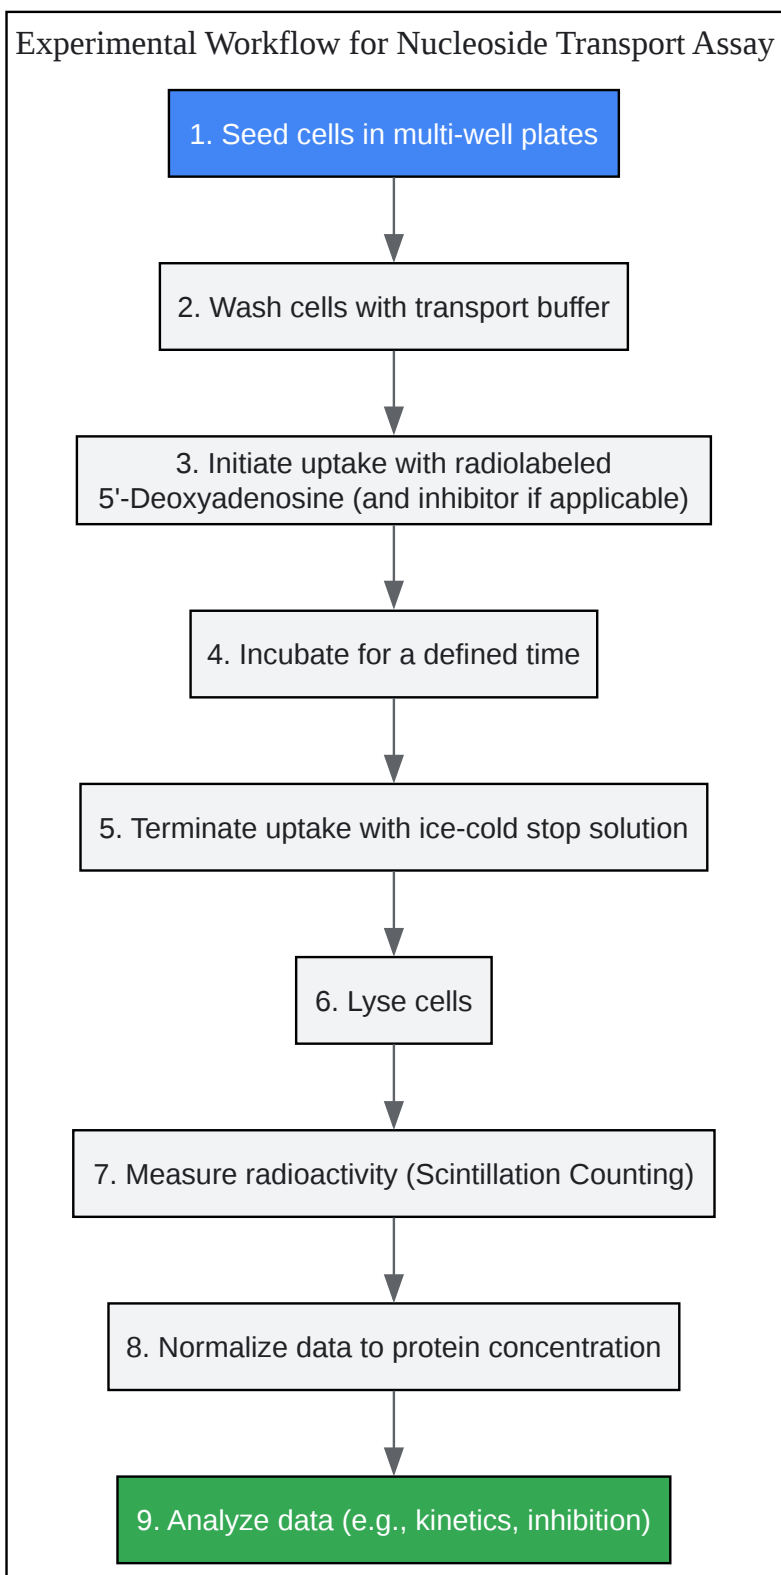 Experimental Workflow for Nucleoside Transport Assay
1. Seed cells in multi-well plates
2. Wash cells with transport buffer
3. Initiate uptake with radiolabeled
5'-Deoxyadenosine (and inhibitor if applicable)
4. Incubate for a defined time
5. Terminate uptake with ice-cold stop solution
6. Lyse cells
7. Measure radioactivity (Scintillation Counting)
8. Normalize data to protein concentration
9. Analyze data (e.g., kinetics, inhibition)